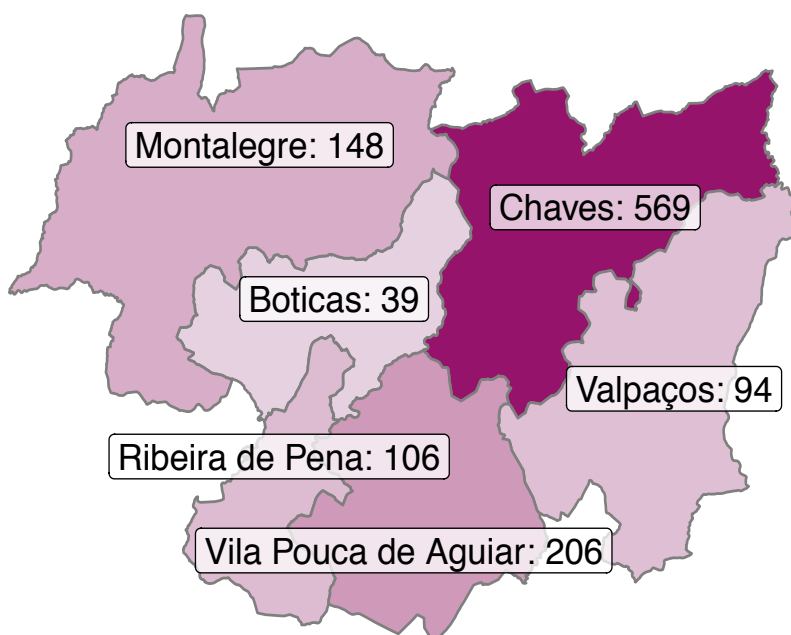 Montalegre: 148
Chaves: 569
Boticas: 39
Valpaços: 94
Ribeira de Pena: 106
Vila Pouca de Aguiar: 206